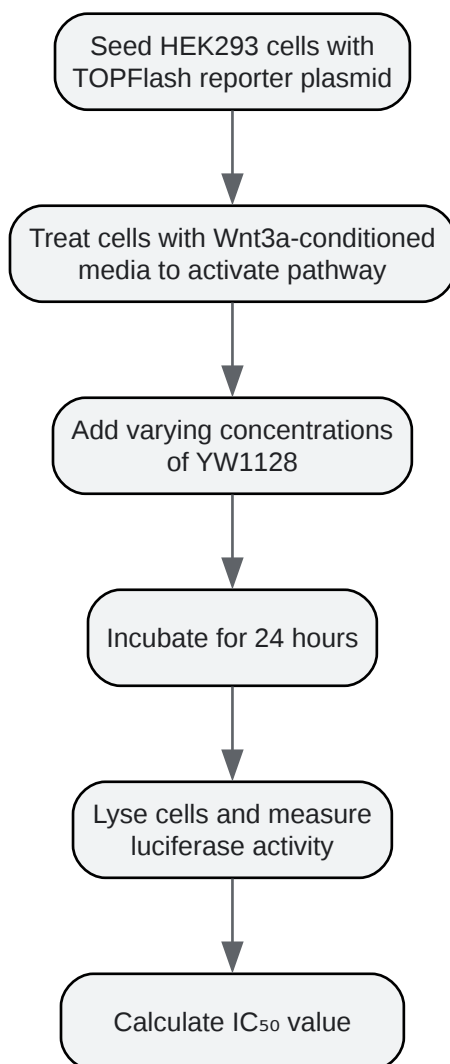 Seed HEK293 cells with
TOPFlash reporter plasmid
Treat cells with Wnt3a-conditioned
media to activate pathway
Add varying concentrations
of YW1128
Incubate for 24 hours
Lyse cells and measure
luciferase activity
Calculate IC₅₀ value